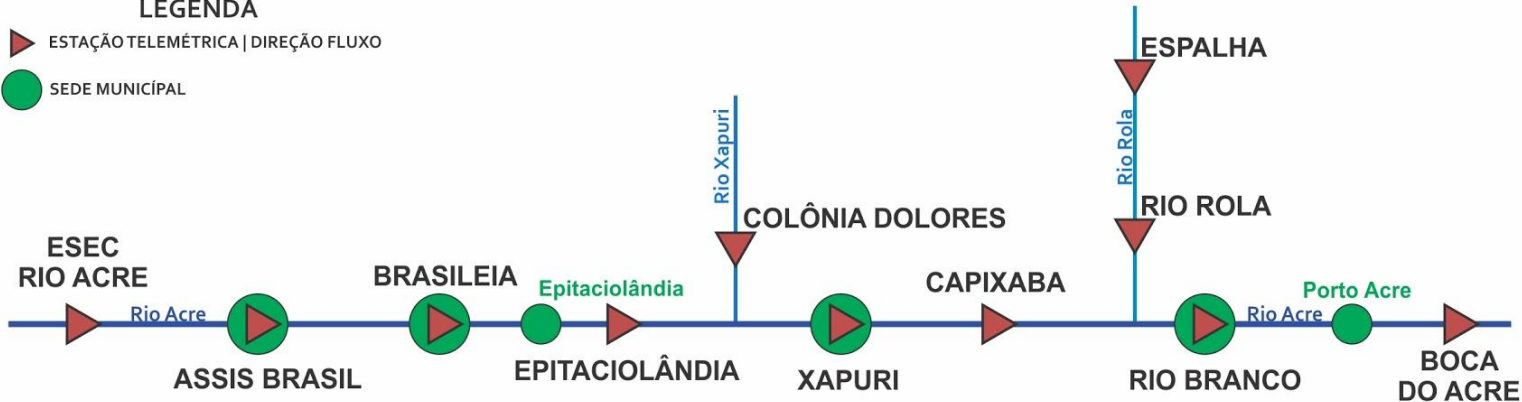 LEGENDA
ESTAÇÃO TELEMÉTRICA | DIREÇÃO FLUXO
SEDE MUNICÍPAL
ESPALHA
Rio Xapuri
Rio Rola
COLÔNIA DOLORES
RIO ROLA
ESEC
RIO ACRE
Rio Acre
BRASILEIA
Epitaciolândia
CAPIXABA
Rio Acre
Porto Acre
ASSIS BRASIL
EPITACIOLÂNDIA
XAPURI
RIO BRANCO
BOCA
DO ACRE